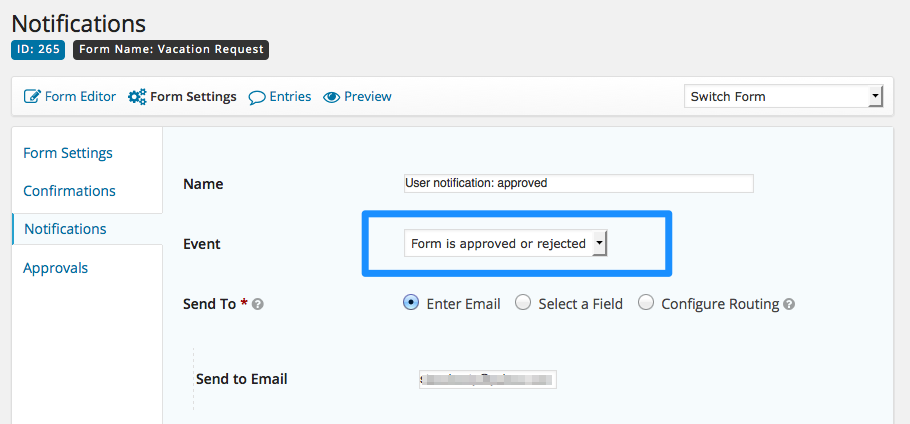 Notifications
ID: 265 Form Name: Vacation Request
Form Editor Form Settings Entries Preview Switch Form
Form Settings
Confirmations
Notifications
Approvals
Name User notification: approved
Event Form is approved or rejected
Send To * ? Enter Email Select a Field Configure Routing ?
Send to Email